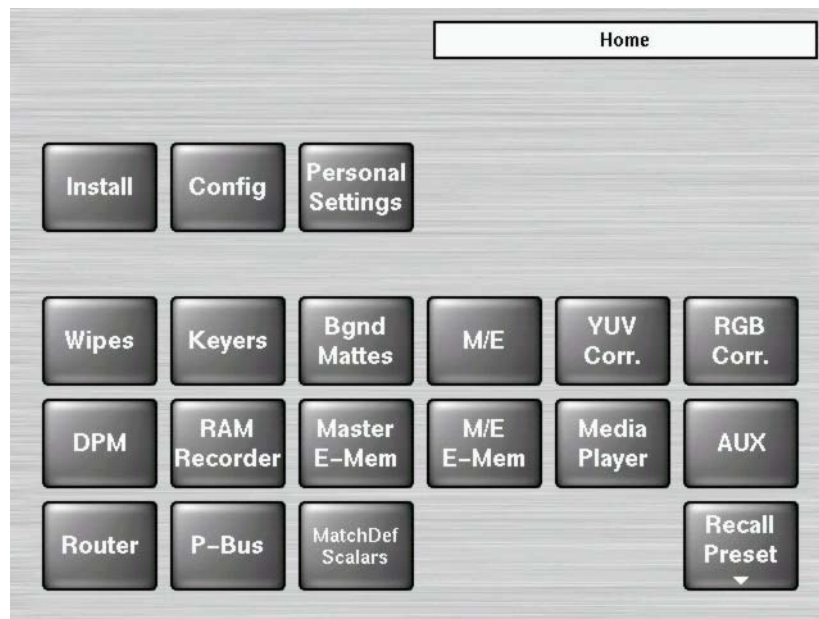 Home
Install
Config
Personal
Settings
Wipes
Keyers
Bgnd
Mattes
M/E
YUV
Corr.
RGB
Corr.
DPM
RAM
Recorder
Master
E-Mem
M/E
E-Mem
Media
Player
AUX
Router
P-Bus
MatchDef
Scalars
Recall
Preset